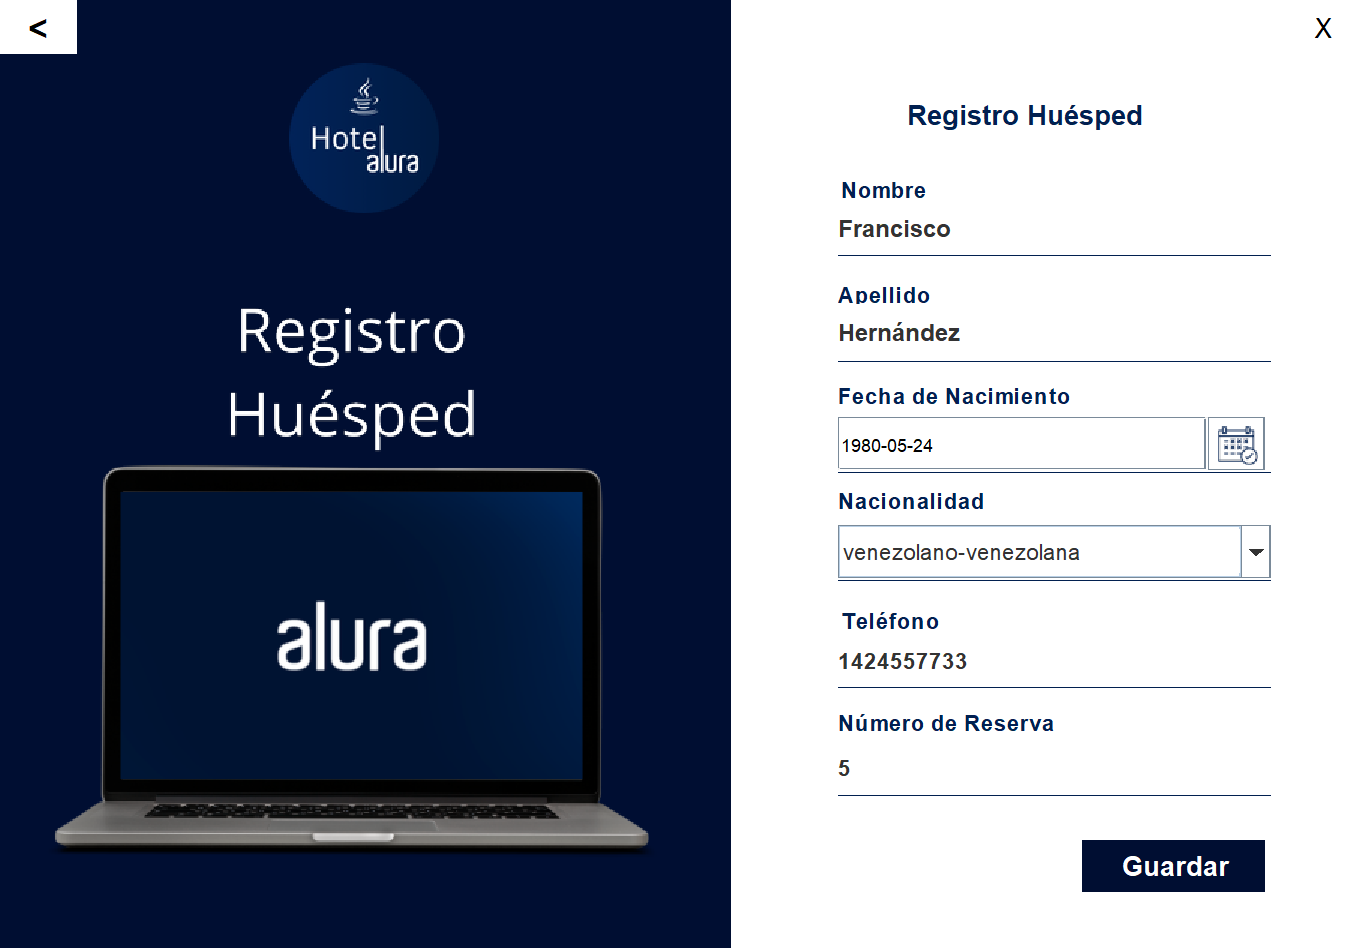 <
X
Hotel
alura
Registro
Huésped
alura
Registro Huésped
Nombre
Francisco
Apellido
Hernández
Fecha de Nacimiento
1980-05-24
Nacionalidad
venezolano-venezolana
Teléfono
1424557733
Número de Reserva
5
Guardar